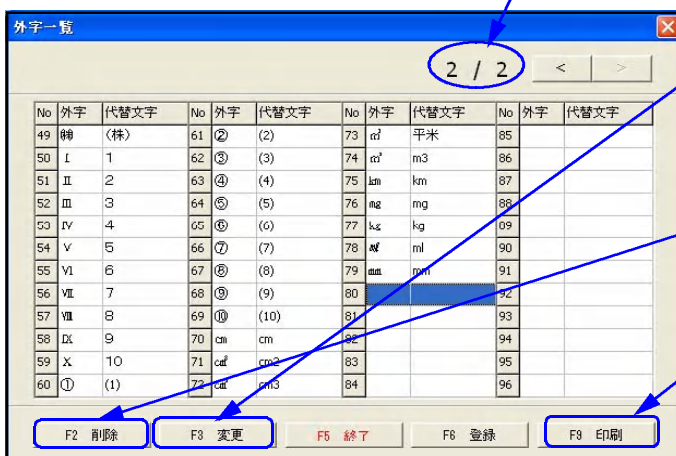 外字一覧
2 / 2 < >
No 外字 代替文字 No 外字 代替文字 No 外字 代替文字 No 外字 代替文字
49 ㈱ (株) 61 ② (2) 73 ㎡ 平米 85
50 Ⅰ 1 62 ③ (3) 74 ㎥ m3 86
51 Ⅱ 2 63 ④ (4) 75 ㎞ km 87
52 Ⅲ 3 64 ⑤ (5) 76 ㎎ mg 88
53 Ⅳ 4 65 ⑥ (6) 77 ㎏ kg 89
54 Ⅴ 5 66 ⑦ (7) 78 ㎖ ml 90
55 Ⅵ 6 67 ⑧ (8) 79 ㎜ mm 91
56 Ⅶ 7 68 ⑨ (9) 80 92
57 Ⅷ 8 69 ⑩ (10) 81 93
58 Ⅸ 9 70 ㎝ cm 82 94
59 Ⅹ 10 71 ㎠ cm2 83 95
60 ① (1) 72 ㎤ cm3 84 96
F2 削除 F3 変更 F5 終了 F6 登録 F9 印刷